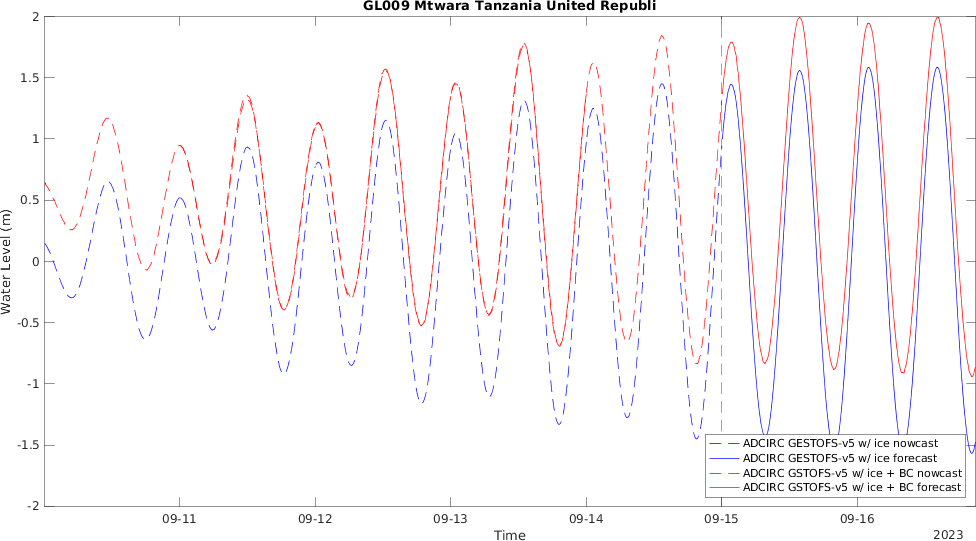 GL009 Mtwara Tanzania United Republi
Water Level (m)
2
1.5
1
0.5
0
-0.5
-1
-1.5
-2
ADCIRC GESTOFS-v5 w/ ice nowcast
ADCIRC GESTOFS-v5 w/ ice forecast
ADCIRC GSTOFS-v5 w/ ice + BC nowcast
ADCIRC GSTOFS-v5 w/ ice + BC forecast
09-11 09-12 09-13 09-14 09-15 09-16
Time
2023